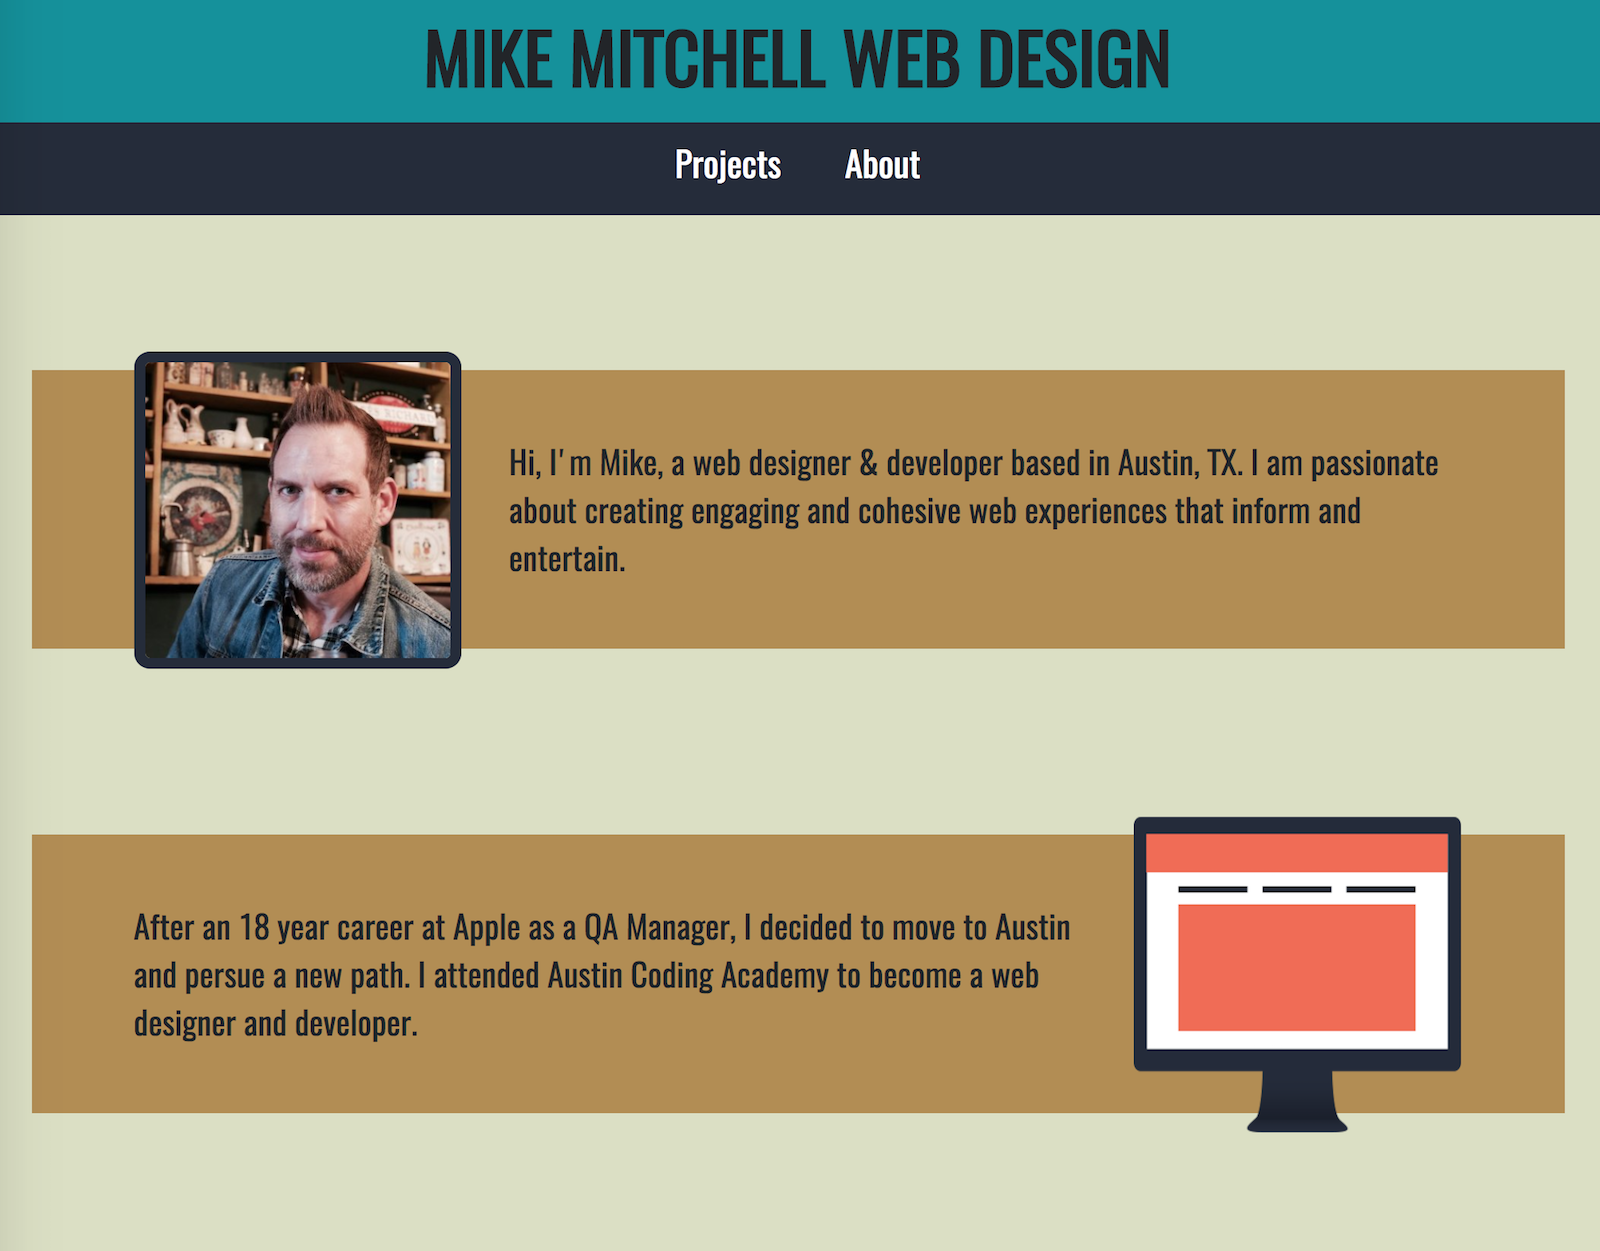 MIKE MITCHELL WEB DESIGN
Projects About
Hi, I'm Mike, a web designer & developer based in Austin, TX. I am passionate
about creating engaging and cohesive web experiences that inform and
entertain.
After an 18 year career at Apple as a QA Manager, I decided to move to Austin
and persue a new path. I attended Austin Coding Academy to become a web
designer and developer.